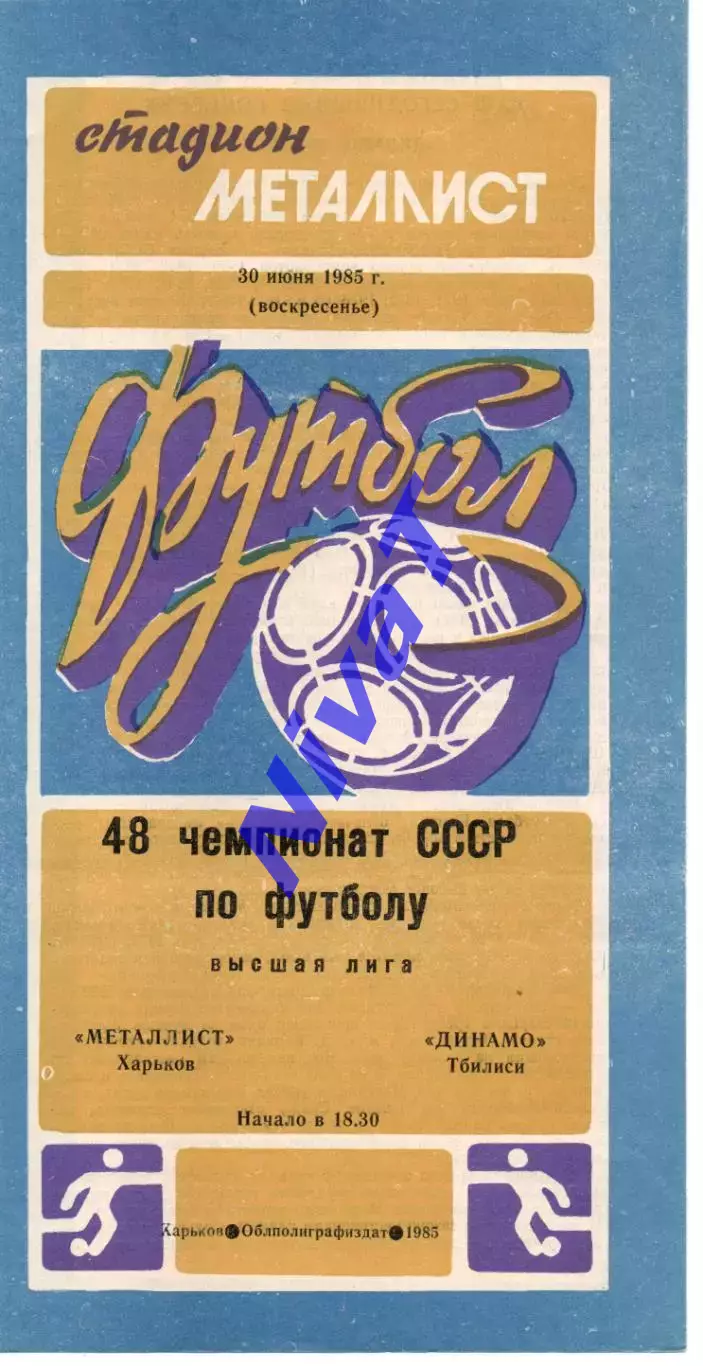 стадион
МЕТАЛЛИСТ
30 июня 1985 г.
(воскресенье)
футбол
NivaT
48 чемпионат СССР
по футболу
высшая лига
«МЕТАЛЛИСТ» «ДИНАМО»
Харьков Тбилиси
Начало в 18.30
Харьков Облполиграфиздат 1985